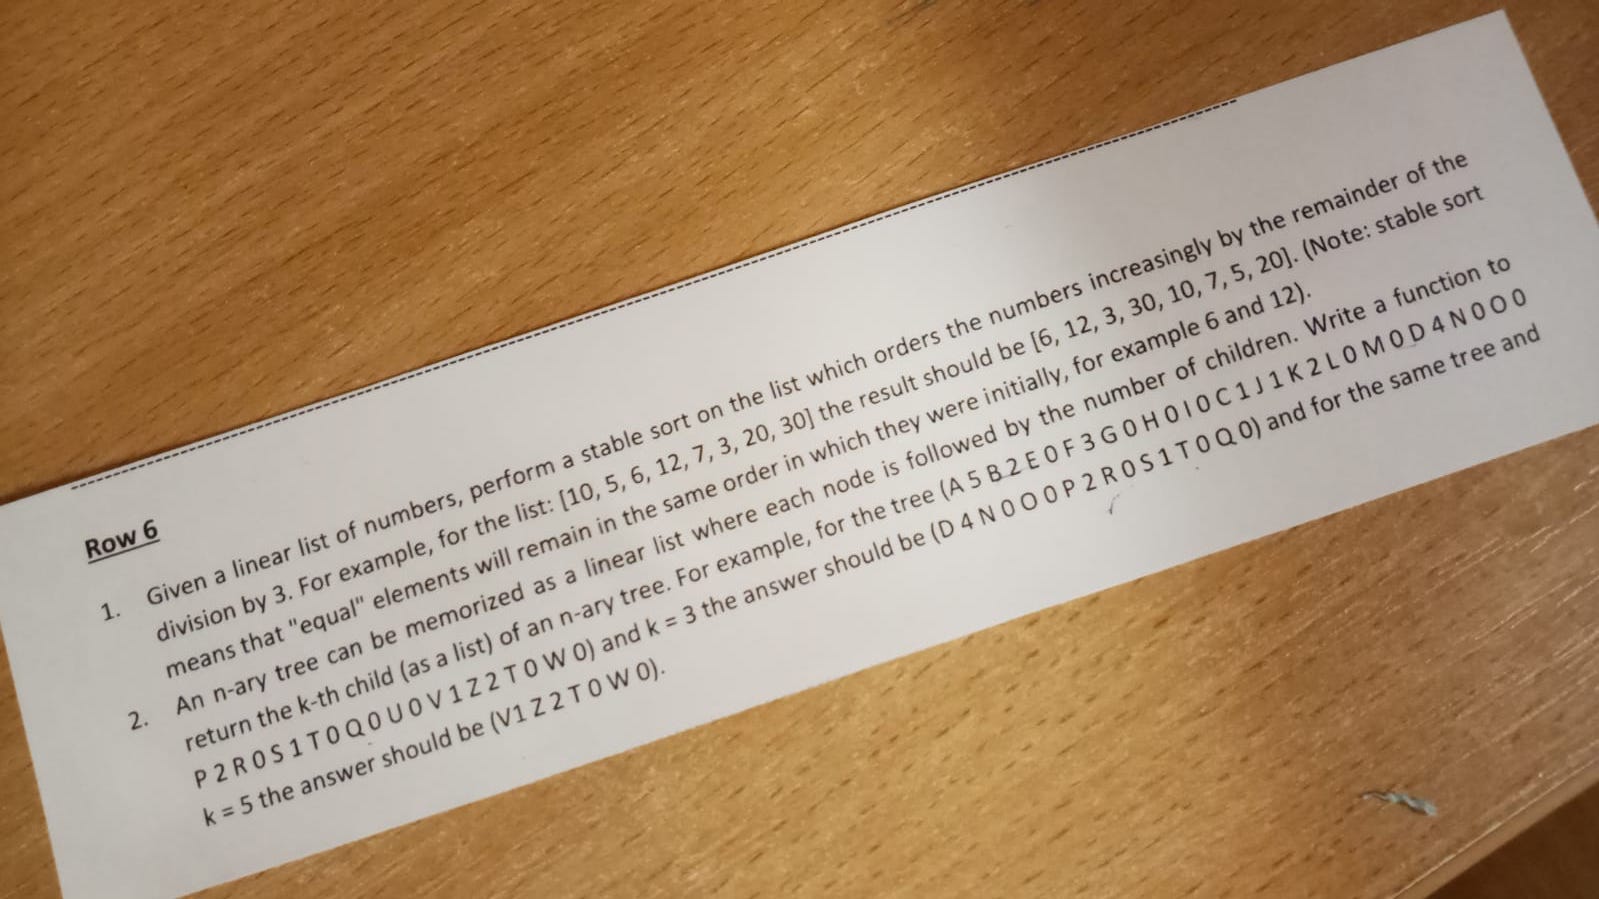 Row 6
1. Given a linear list of numbers, perform a stable sort on the list which orders the numbers increasingly by the remainder of the
division by 3. For example, for the list: [10, 5, 6, 12, 7, 3, 20, 30] the result should be [6, 12, 3, 30, 10, 7, 5, 20]. (Note: stable sort
means that "equal" elements will remain in the same order in which they were initially, for example 6 and 12).
2. An n-ary tree can be memorized as a linear list where each node is followed by the number of children. Write a function to
return the k-th child (as a list) of an n-ary tree. For example, for the tree (A 5 B 2 E 0 F 3 G 0 H 0 I 0 C 1 J 1 K 2 L 0 M 0 D 4 N 0 O 0
P 2 R 0 S 1 T 0 Q 0 U 0 V 1 Z 2 T 0 W 0) and k = 3 the answer should be (D 4 N 0 O 0 P 2 R 0 S 1 T 0 Q 0) and for the same tree and
k = 5 the answer should be (V1 Z 2 T 0 W 0).